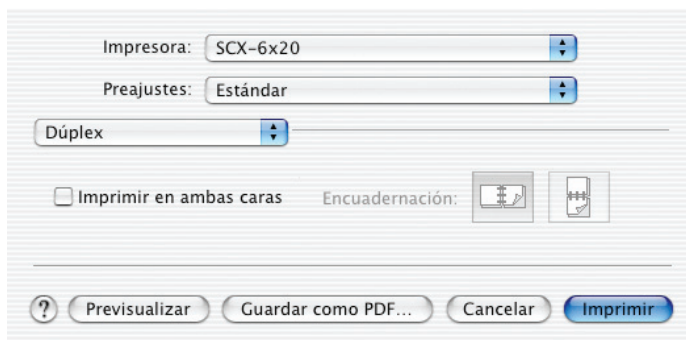 Impresora: SCX-6x20
Preajustes: Estándar
Dúplex
Imprimir en ambas caras Encuadernación:
? Previsualizar Guardar como PDF... Cancelar Imprimir